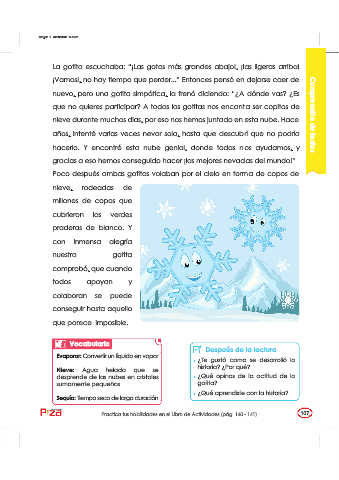 La gotita escuchaba: "¡Las gotas más grandes abajo!, ¡las ligeras arriba!
¡Vamos!, no hay tiempo que perder..." Entonces pensó en dejarse caer de
nuevo, pero una gotita simpática, la frenó diciendo: "¿A dónde vas? ¿Es
que no quieres participar? A todas las gotitas nos encanta ser copitos de
nieve durante muchos días, por eso nos hemos juntado en esta nube. Hace
años, intenté varias veces nevar sola, hasta que descubrí que no podría
hacerlo. Y encontré esta nube genial, donde todos nos ayudamos, y
gracias a eso hemos conseguido hacer ¡las mejores nevadas del mundo!"
Poco después ambas gotitas volaban por el cielo en forma de copos de
nieve, rodeadas de
millones de copos que
cubrieron los verdes
praderas de blanco. Y
con inmensa alegría
nuestra gotita
comprobó, que cuando
todos apoyan y
colaboran se puede
conseguir hasta aquello
que parece imposible.
Comprensión de lectura
Vocabulario
Evaporar: Convertir un líquido en vapor
Nieve: Agua helada que se
desprende de las nubes en cristales
sumamente pequeños
Sequía: Tiempo seco de larga duración
Después de la lectura
¿Te gustó como se desarrolló la
historia? ¿Por qué?
¿Qué opinas de la actitud de la
gotita?
¿Qué aprendiste con la historia?
Practica tus habilidades en el Libro de Actividades (pág. 140 - 141)
107